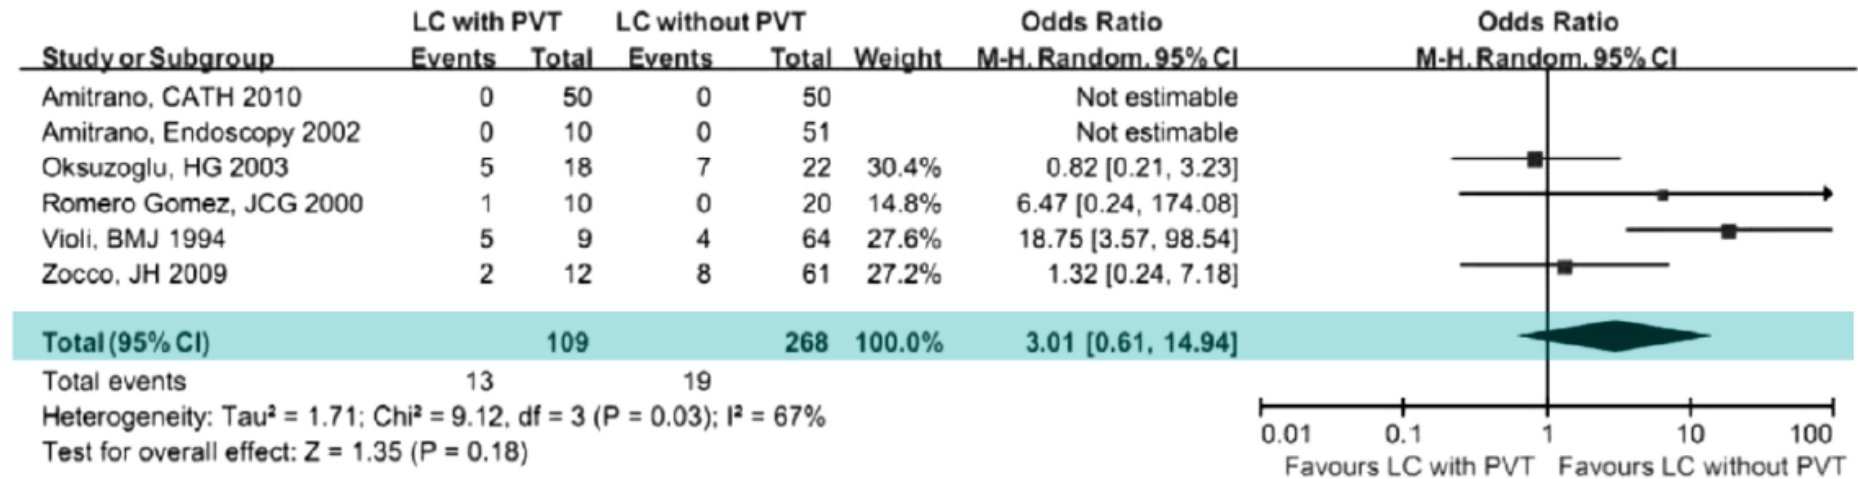 LC with PVT LC without PVT Odds Ratio Odds Ratio
Study or Subgroup Events Total Events Total Weight M-H. Random. 95% CI M-H. Random. 95% CI
Amitrano, CATH 2010 0 50 0 50 Not estimable
Amitrano, Endoscopy 2002 0 10 0 51 Not estimable
Oksuzoglu, HG 2003 5 18 7 22 30.4% 0.82 [0.21, 3.23]
Romero Gomez, JCG 2000 1 10 0 20 14.8% 6.47 [0.24, 174.08]
Violi, BMJ 1994 5 9 4 64 27.6% 18.75 [3.57, 98.54]
Zocco, JH 2009 2 12 8 61 27.2% 1.32 [0.24, 7.18]
Total (95% CI) 109 268 100.0% 3.01 [0.61, 14.94]
Total events 13 19
Heterogeneity: Tau² = 1.71; Chi² = 9.12, df = 3 (P = 0.03); I² = 67%
Test for overall effect: Z = 1.35 (P = 0.18)
0.01 0.1 1 10 100
Favours LC with PVT Favours LC without PVT